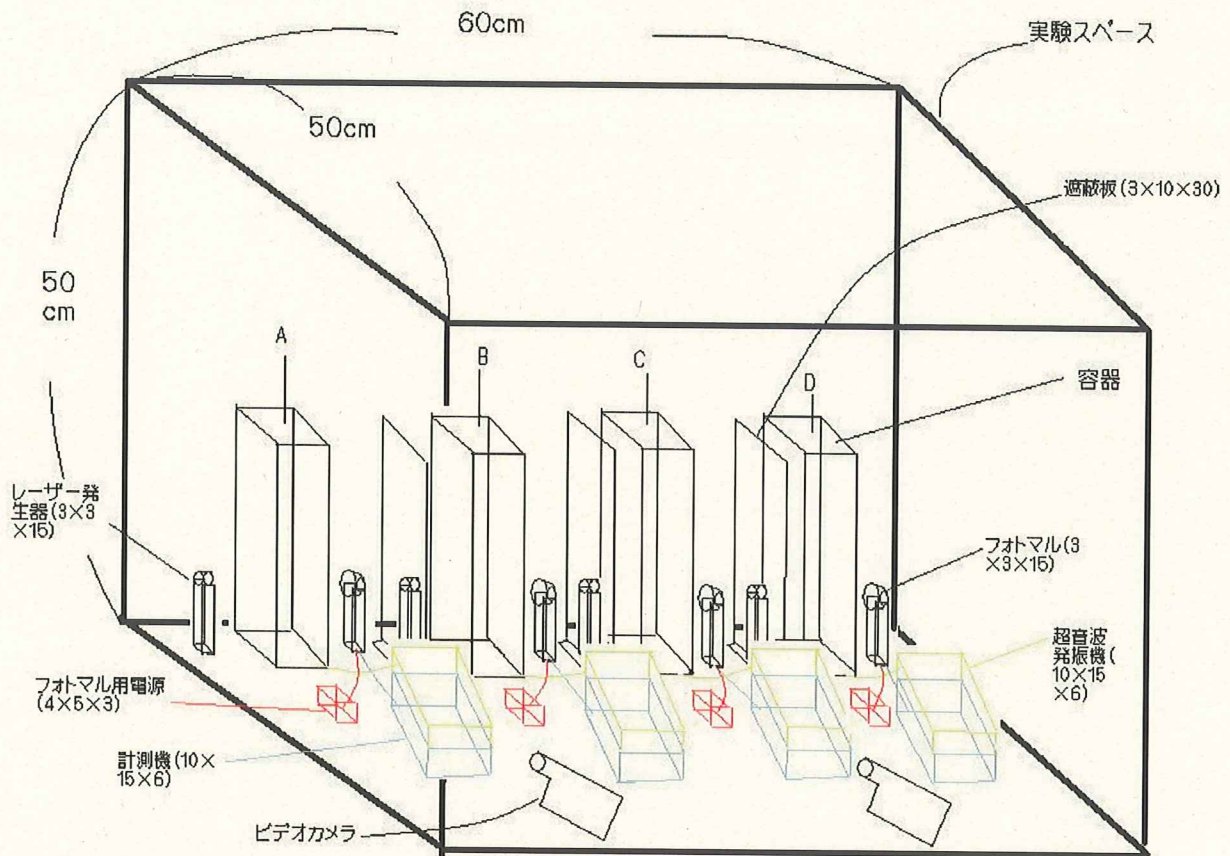 60cm
実験スペース
50cm
遮蔽板(3×10×30)
50
cm
A
B
C
D
容器
レーザー発
生器(3×3
×15)
フォトマル(3
×3×15)
超音波
発振機(
10×15
×6)
フォトマル用電源
(4×5×3)
計測機(10×
15×6)
ビデオカメラ